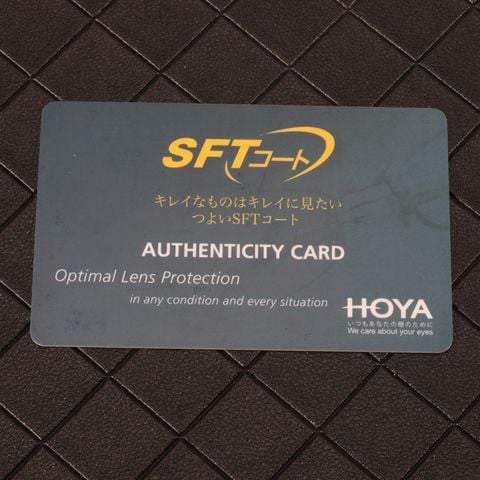 SFTコート
キレイなものはキレイに見たい
つよいSFTコート
AUTHENTICITY CARD
Optimal Lens Protection
in any condition and every situation
HOYA
いつもあなたの瞳のために
We care about your eyes